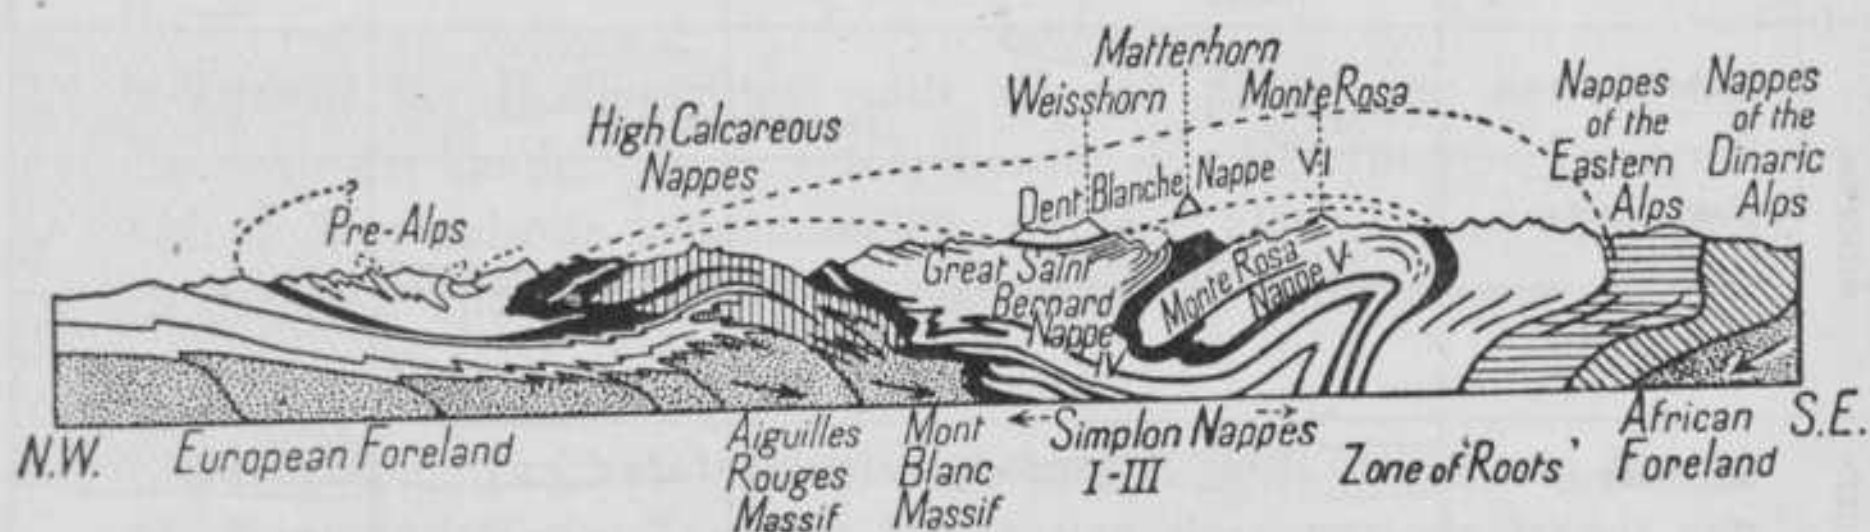 Matterhorn
Weisshorn
Monte Rosa
Nappes
of the
Eastern
Alps
Nappes
of the
Dinaric
Alps
High Calcareous
Nappes
Pre-Alps
?
Dent Blanche Nappe VI
Great Saint
Bernard
Nappe
IV
Monte Rosa
Nappe V
N.W.
European Foreland
Aiguilles
Rouges
Massif
Mont
Blanc
Massif
Simplon Nappes
I-III
Zone of 'Roots'
African
Foreland
S.E.